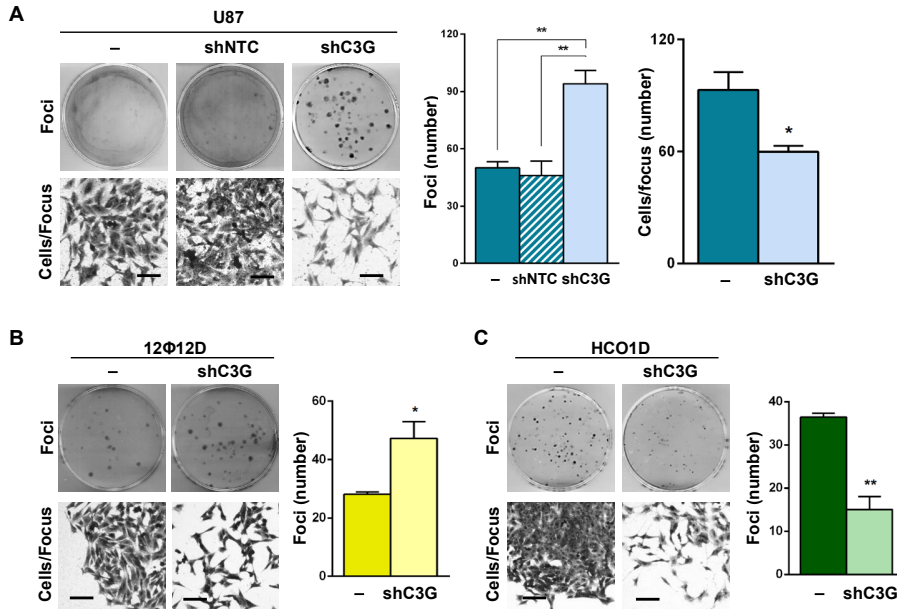 A
U87
– shNTC shC3G
Foci
Cells/Focus
Foci (number)
120
90
60
30
0
**
**
– shNTC shC3G
Cells/focus (number)
120
60
0
*
– shC3G
B
12Φ12D
– shC3G
Foci
Cells/Focus
Foci (number)
60
40
20
0
*
– shC3G
C
HCO1D
– shC3G
Foci
Cells/Focus
Foci (number)
40
30
20
10
0
**
– shC3G